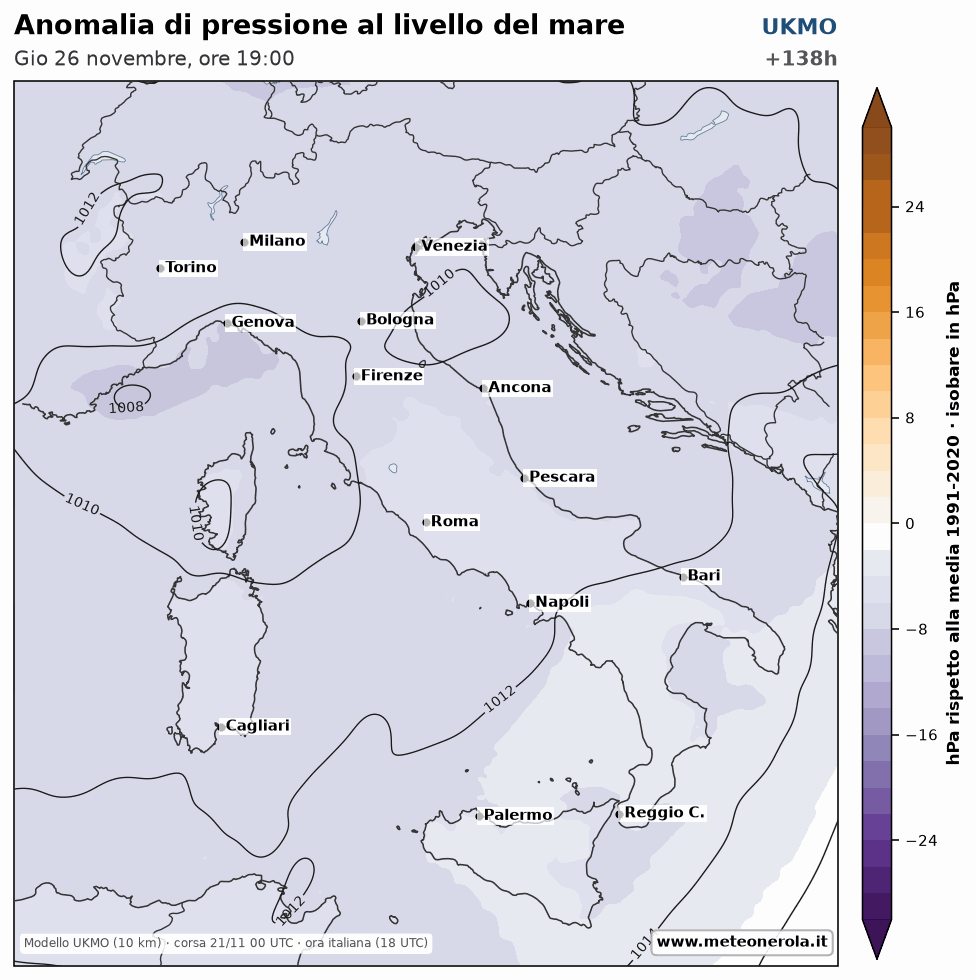 Anomalia di pressione al livello del mare
UKMO
Gio 26 novembre, ore 19:00
+138h
1012
Milano
Venezia
Torino
1010
Genova
Bologna
0
Firenze
Ancona
1008
Pescara
1010
1010
Roma
Bari
Napoli
1012
Cagliari
Palermo
Reggio C.
1012
1014
Modello UKMO (10 km) · corsa 21/11 00 UTC · ora italiana (18 UTC)
www.meteonerola.it
24
16
8
0
−8
−16
−24
hPa rispetto alla media 1991-2020 · isobare in hPa